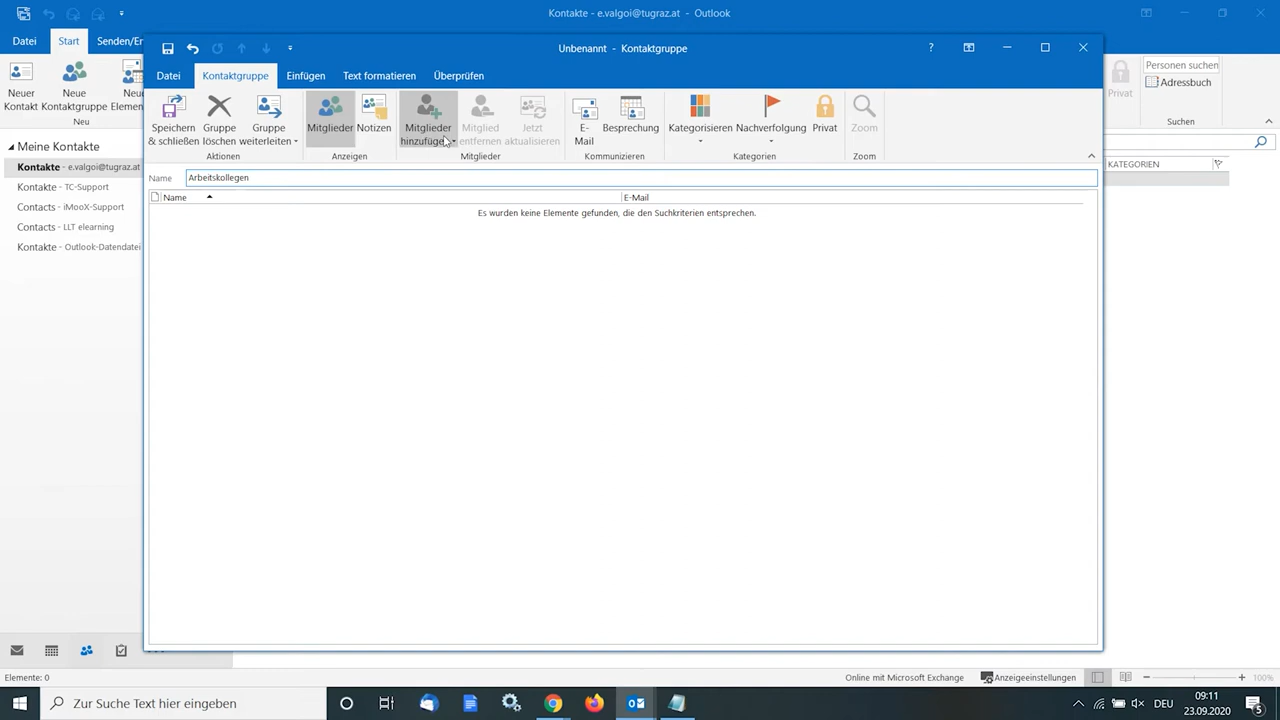 Kontakte - e.valgoi@tugraz.at - Outlook
Datei
Start
Senden/Er
Unbenannt - Kontaktgruppe
?
Datei
Kontaktgruppe
Einfügen
Text formatieren
Überprüfen
Neuer Kontakt
Neue Kontaktgruppe
Neue Elemen
Neu
Speichern & schließen
Gruppe löschen
Gruppe weiterleiten
Aktionen
Mitglieder
Notizen
Anzeigen
Mitglieder hinzufüg
Mitglied entfernen
Jetzt aktualisieren
Mitglieder
E-Mail
Besprechung
Kommunizieren
Kategorisieren
Nachverfolgung
Privat
Kategorien
Zoom
Zoom
Privat
Personen suchen
Adressbuch
Suchen
Meine Kontakte
Kontakte - e.valgoi@tugraz.at
Kontakte - TC-Support
Contacts - iMooX-Support
Contacts - LLT elearning
Kontakte - Outlook-Datendatei
Name
Arbeitskollegen
Name
E-Mail
Es wurden keine Elemente gefunden, die den Suchkriterien entsprechen.
KATEGORIEN
Elemente: 0
Online mit Microsoft Exchange
Anzeigeeinstellungen
100%
Zur Suche Text hier eingeben
DEU
09:11
23.09.2020
5